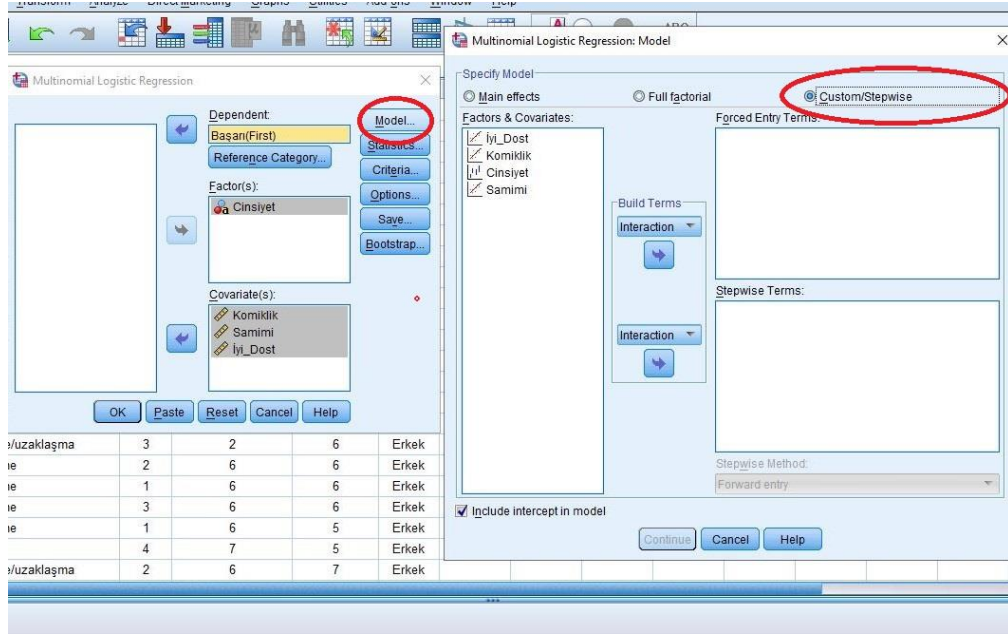 Transform Analyze Direct Marketing Graphs Utilities Add-ons Window Help
Multinomial Logistic Regression
Dependent:
Başarı(First)
Reference Category...
Factor(s):
Cinsiyet
Covariate(s):
Komiklik
Samimi
İyi_Dost
Model...
Statistics...
Criteria...
Options...
Save...
Bootstrap...
OK Paste Reset Cancel Help
Multinomial Logistic Regression: Model
Specify Model
Main effects Full factorial Custom/Stepwise
Factors & Covariates:
İyi_Dost
Komiklik
Cinsiyet
Samimi
Build Terms
Interaction
Interaction
Forced Entry Terms:
Stepwise Terms:
Stepwise Method:
Forward entry
Include intercept in model
Continue Cancel Help
e/uzaklaşma 3 2 6 Erkek
ne 2 6 6 Erkek
ne 1 6 6 Erkek
ne 3 6 6 Erkek
ne 1 6 5 Erkek
4 7 5 Erkek
e/uzaklaşma 2 6 7 Erkek